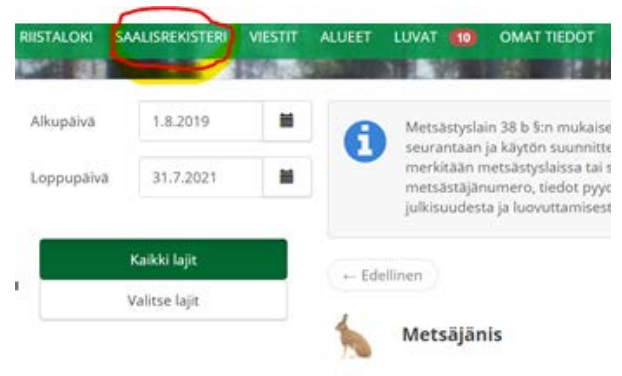 RIISTALOKI SAALISREKISTERI VIESTIT ALUEET LUVAT 10 OMAT TIEDOT
Alkupäivä 1.8.2019
Loppupäivä 31.7.2021
Kaikki lajit
Valitse lajit
Metsästyslain 38 b §:n mukaise
seurantaan ja käytön suunnitte
merkitään metsästyslaissa tai s
metsästäjänumero, tiedot pyyd
julkisuudesta ja luovuttamisest
← Edellinen
Metsäjänis